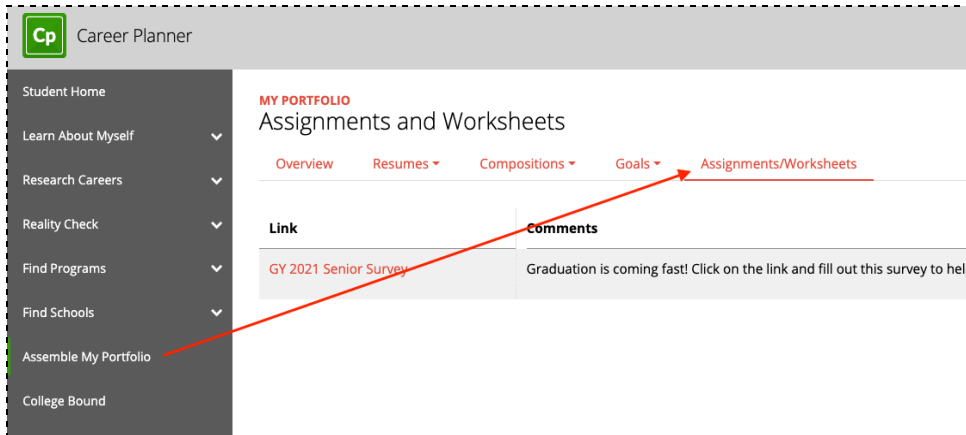 Cp Career Planner
Student Home
Learn About Myself
Research Careers
Reality Check
Find Programs
Find Schools
Assemble My Portfolio
College Bound
MY PORTFOLIO
Assignments and Worksheets
Overview Resumes Compositions Goals Assignments/Worksheets
Link Comments
GY 2021 Senior Survey Graduation is coming fast! Click on the link and fill out this survey to hel